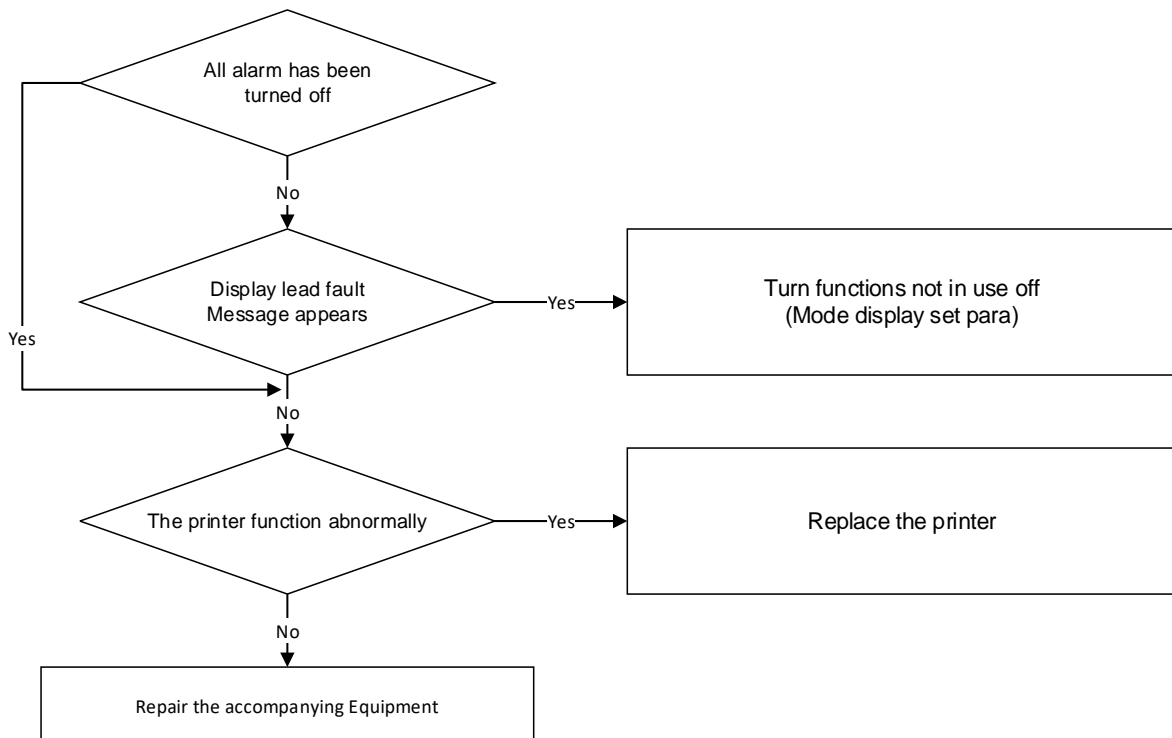 All alarm has been
turned off
No
Display lead fault
Message appears
Yes
Turn functions not in use off
(Mode display set para)
Yes
No
The printer function abnormally
Yes
Replace the printer
No
Repair the accompanying Equipment